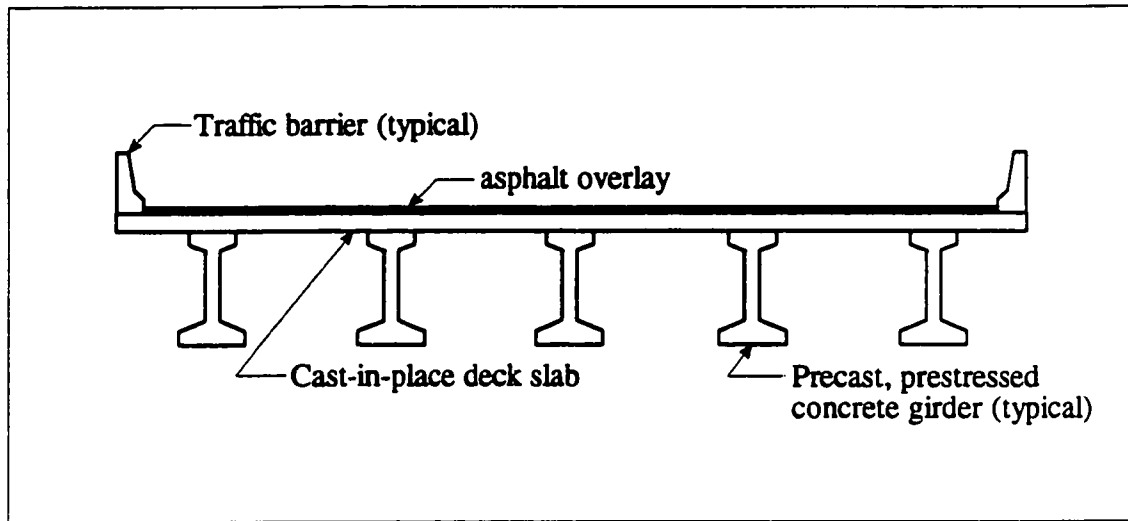 Traffic barrier (typical)
asphalt overlay
Cast-in-place deck slab
Precast, prestressed
concrete girder (typical)